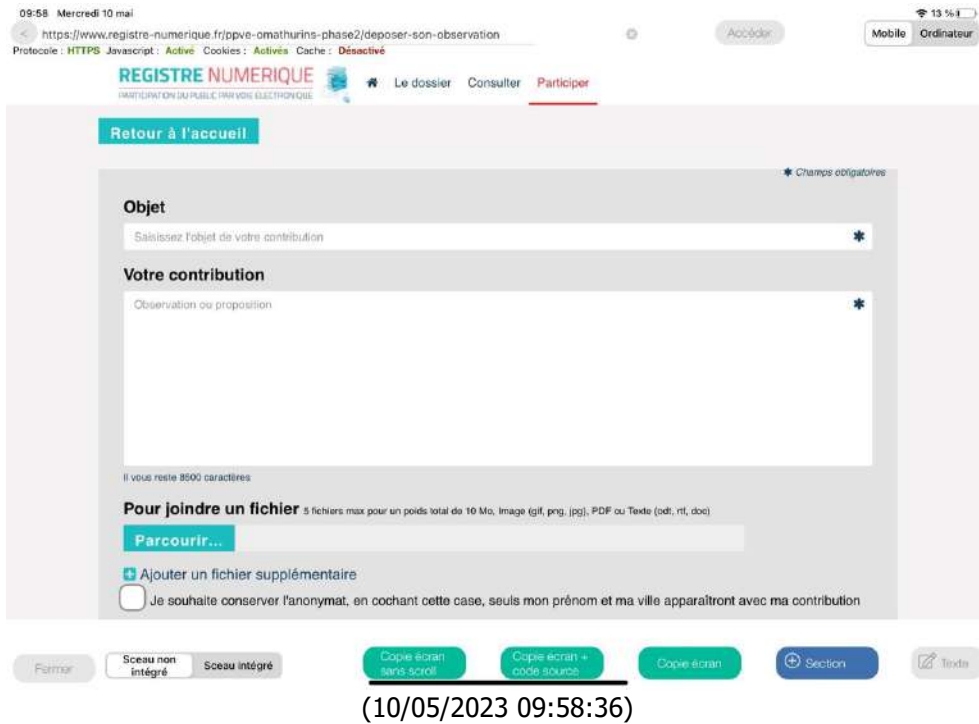 09:58 Mercredi 10 mai
13 %
https://www.registre-numerique.fr/ppve-omathurins-phase2/deposer-son-observation
Accéder
Mobile Ordinateur
Protocole : HTTPS Javascript : Activé Cookies : Activés Cache : Désactivé
REGISTRE NUMERIQUE
PARTICIPATION DU PUBLIC PAR VOIE ELECTRONIQUE
Le dossier Consulter Participer
Retour à l'accueil
* Champs obligatoires
Objet
Saisissez l'objet de votre contribution *
Votre contribution
Observation ou proposition *
Il vous reste 8500 caractères
Pour joindre un fichier 5 fichiers max pour un poids total de 10 Mo, Image (gif, png, jpg), PDF ou Texte (odt, rtf, doc)
Parcourir...
Ajouter un fichier supplémentaire
Je souhaite conserver l'anonymat, en cochant cette case, seuls mon prénom et ma ville apparaîtront avec ma contribution
Fermer
Sceau non
intégré
Sceau intégré
Copie écran
sans scroll
Copie écran +
code source
Copie écran
Section
Texte
(10/05/2023 09:58:36)